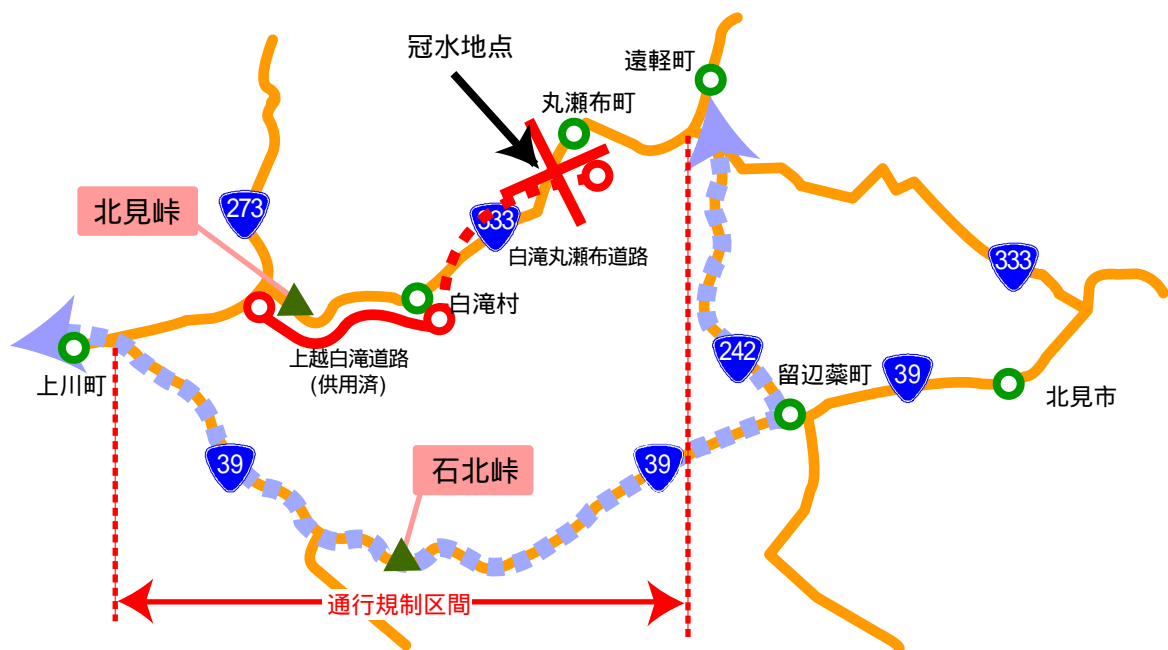 冠水地点
遠軽町
丸瀬布町
273
北見峠
333
白滝丸瀬布道路
333
白滝村
上越白滝道路
(供用済)
上川町
242
留辺蘂町
39
北見市
石北峠
39
39
通行規制区間